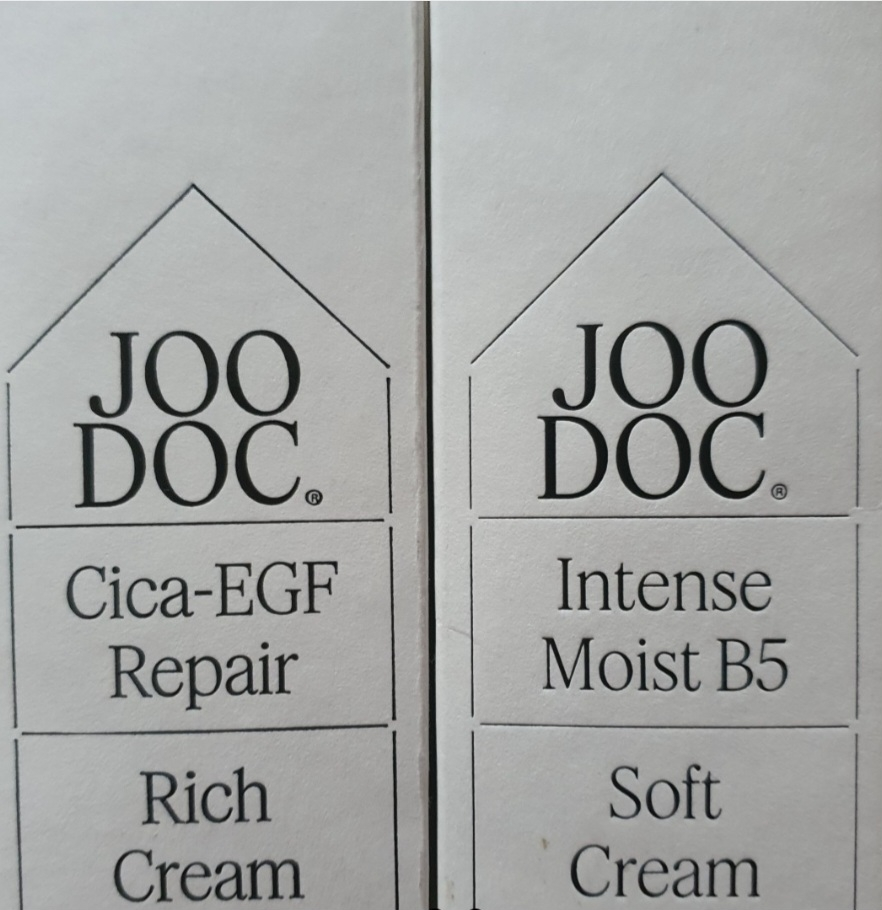 JOO
DOC®
Cica-EGF
Repair
Rich
Cream
JOO
DOC®
Intense
Moist B5
Soft
Cream